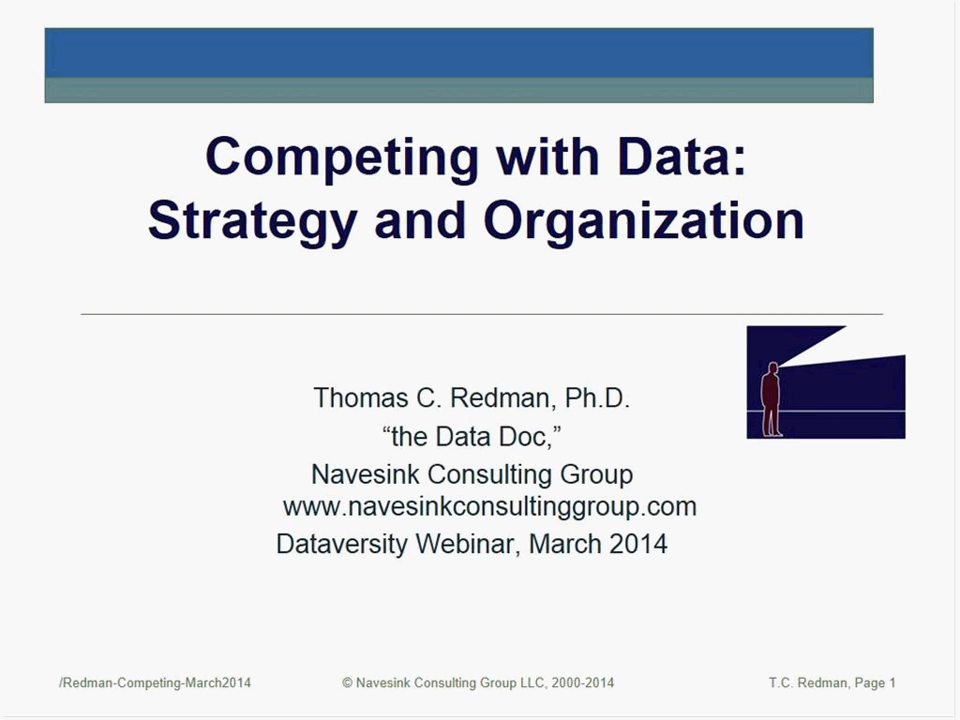 Competing with Data:
Strategy and Organization
Thomas C. Redman, Ph.D.
“the Data Doc,”
Navesink Consulting Group
www.navesinkconsultinggroup.com
Dataversity Webinar, March 2014
/Redman-Competing-March2014
© Navesink Consulting Group LLC, 2000-2014
T.C. Redman, Page 1